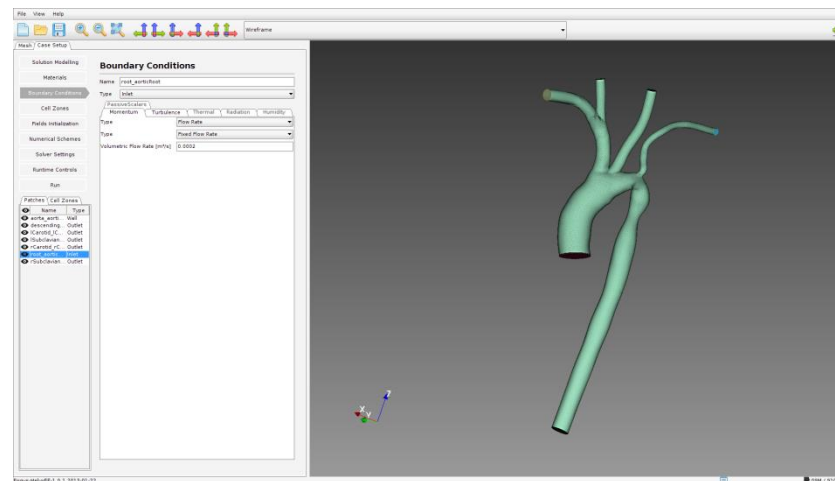 File View Help
Wireframe
Mesh Case Setup
Solution Modelling
Materials
Boundary Conditions
Cell Zones
Fields Initialisation
Numerical Schemes
Solver Settings
Runtime Controls
Run
Patches Cell Zones
Name Type
aorta_aorti... Wall
descending... Outlet
lCarotid_lC... Outlet
lSubclavian... Outlet
rCarotid_rC... Outlet
root_aortic... Inlet
rSubclavian... Outlet
Boundary Conditions
Name root_aorticRoot
Type Inlet
PassiveScalars
Momentum Turbulence Thermal Radiation Humidity
Type Flow Rate
Type Fixed Flow Rate
Volumetric Flow Rate [m³/s] 0.0002
X Y Z